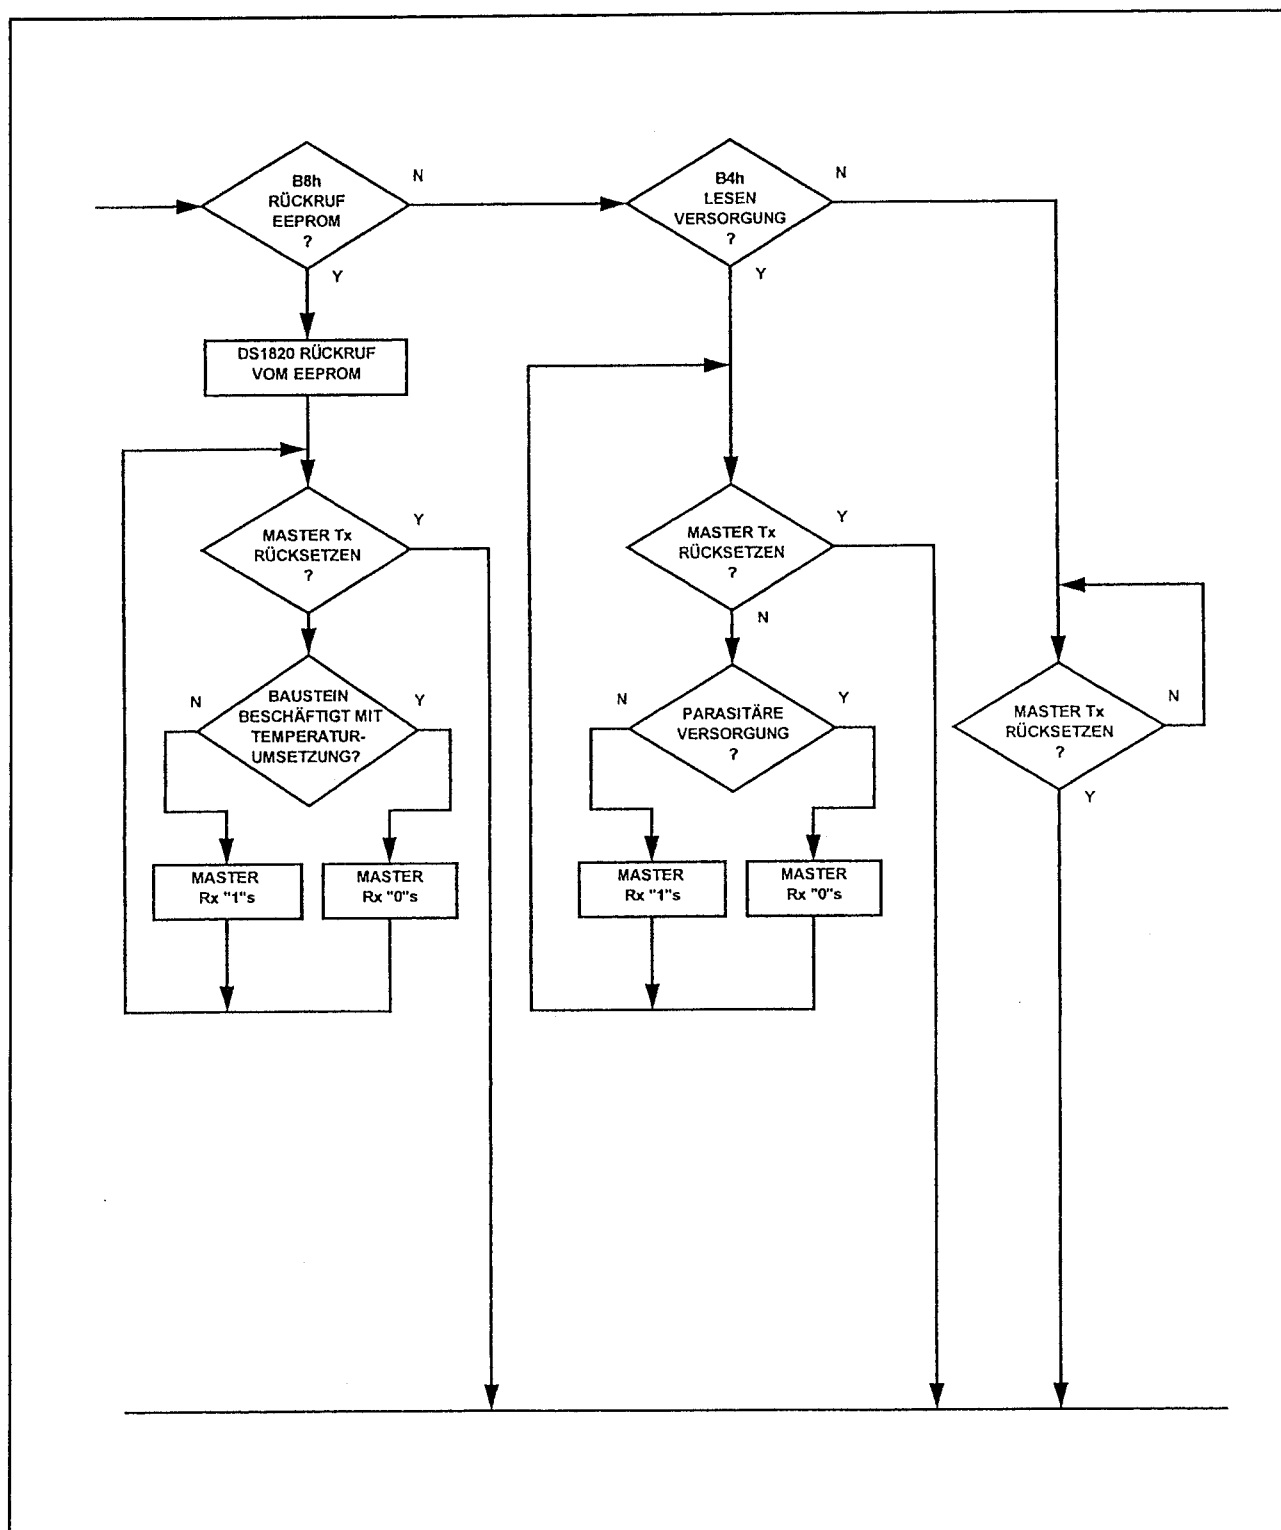 B8h
RÜCKRUF
EEPROM
?
N
Y
B4h
LESEN
VERSORGUNG
?
N
Y
DS1820 RÜCKRUF
VOM EEPROM
MASTER Tx
RÜCKSETZEN
?
Y
MASTER Tx
RÜCKSETZEN
?
Y
N
BAUSTEIN
BESCHÄFTIGT MIT
TEMPERATUR-
UMSETZUNG?
N
Y
PARASITÄRE
VERSORGUNG
?
N
Y
MASTER Tx
RÜCKSETZEN
?
N
Y
MASTER
Rx "1"s
MASTER
Rx "0"s
MASTER
Rx "1"s
MASTER
Rx "0"s